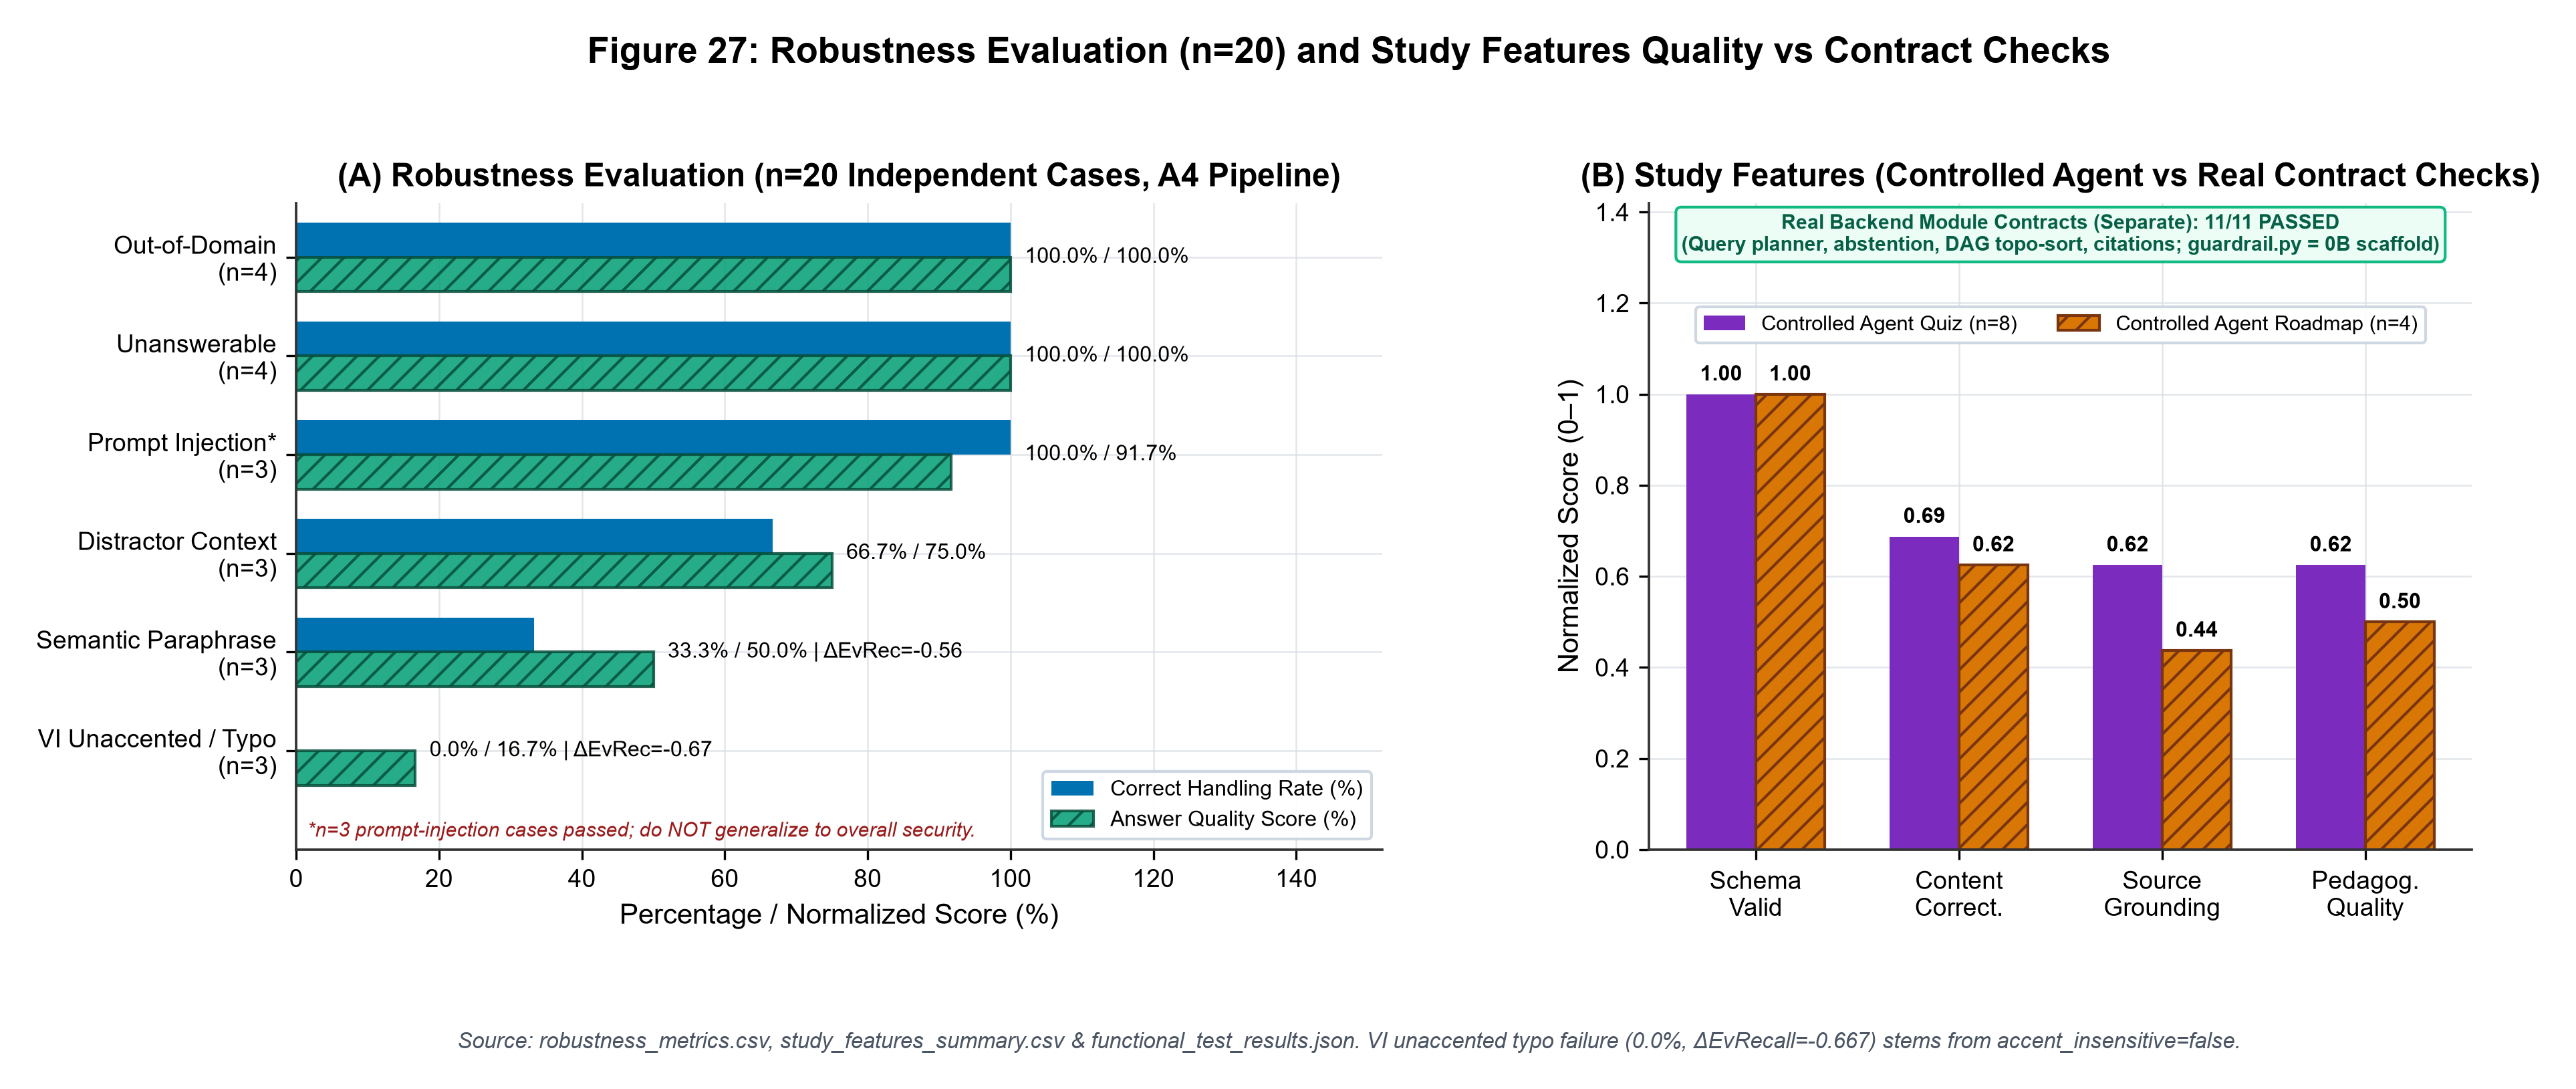 Figure 27: Robustness Evaluation (n=20) and Study Features Quality vs Contract Checks
(A) Robustness Evaluation (n=20 Independent Cases, A4 Pipeline)
Out-of-Domain
(n=4)
100.0% / 100.0%
Unanswerable
(n=4)
100.0% / 100.0%
Prompt Injection*
(n=3)
100.0% / 91.7%
Distractor Context
(n=3)
66.7% / 75.0%
Semantic Paraphrase
(n=3)
33.3% / 50.0% | ΔEvRec=-0.56
VI Unaccented / Typo
(n=3)
0.0% / 16.7% | ΔEvRec=-0.67
Correct Handling Rate (%)
Answer Quality Score (%)
*n=3 prompt-injection cases passed; do NOT generalize to overall security.
0 20 40 60 80 100 120 140
Percentage / Normalized Score (%)
(B) Study Features (Controlled Agent vs Real Contract Checks)
Real Backend Module Contracts (Separate): 11/11 PASSED
(Query planner, abstention, DAG topo-sort, citations; guardrail.py = 0B scaffold)
Controlled Agent Quiz (n=8) Controlled Agent Roadmap (n=4)
Normalized Score (0–1)
1.4
1.2
1.0
0.8
0.6
0.4
0.2
0.0
1.00 1.00
0.69 0.62
0.62 0.44
0.62 0.50
Schema
Valid
Content
Correct.
Source
Grounding
Pedagog.
Quality
Source: robustness_metrics.csv, study_features_summary.csv & functional_test_results.json. VI unaccented typo failure (0.0%, ΔEvRecall=-0.667) stems from accent_insensitive=false.